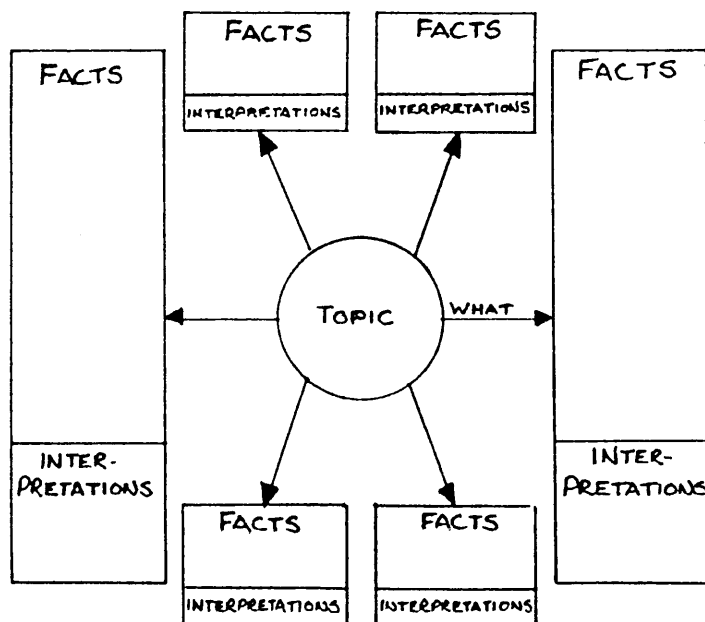 FACTS
FACTS
FACTS
FACTS
INTERPRETATIONS
INTERPRETATIONS
TOPIC
WHAT
INTER-
PRETATIONS
INTER-
PRETATIONS
FACTS
FACTS
INTERPRETATIONS
INTERPRETATIONS